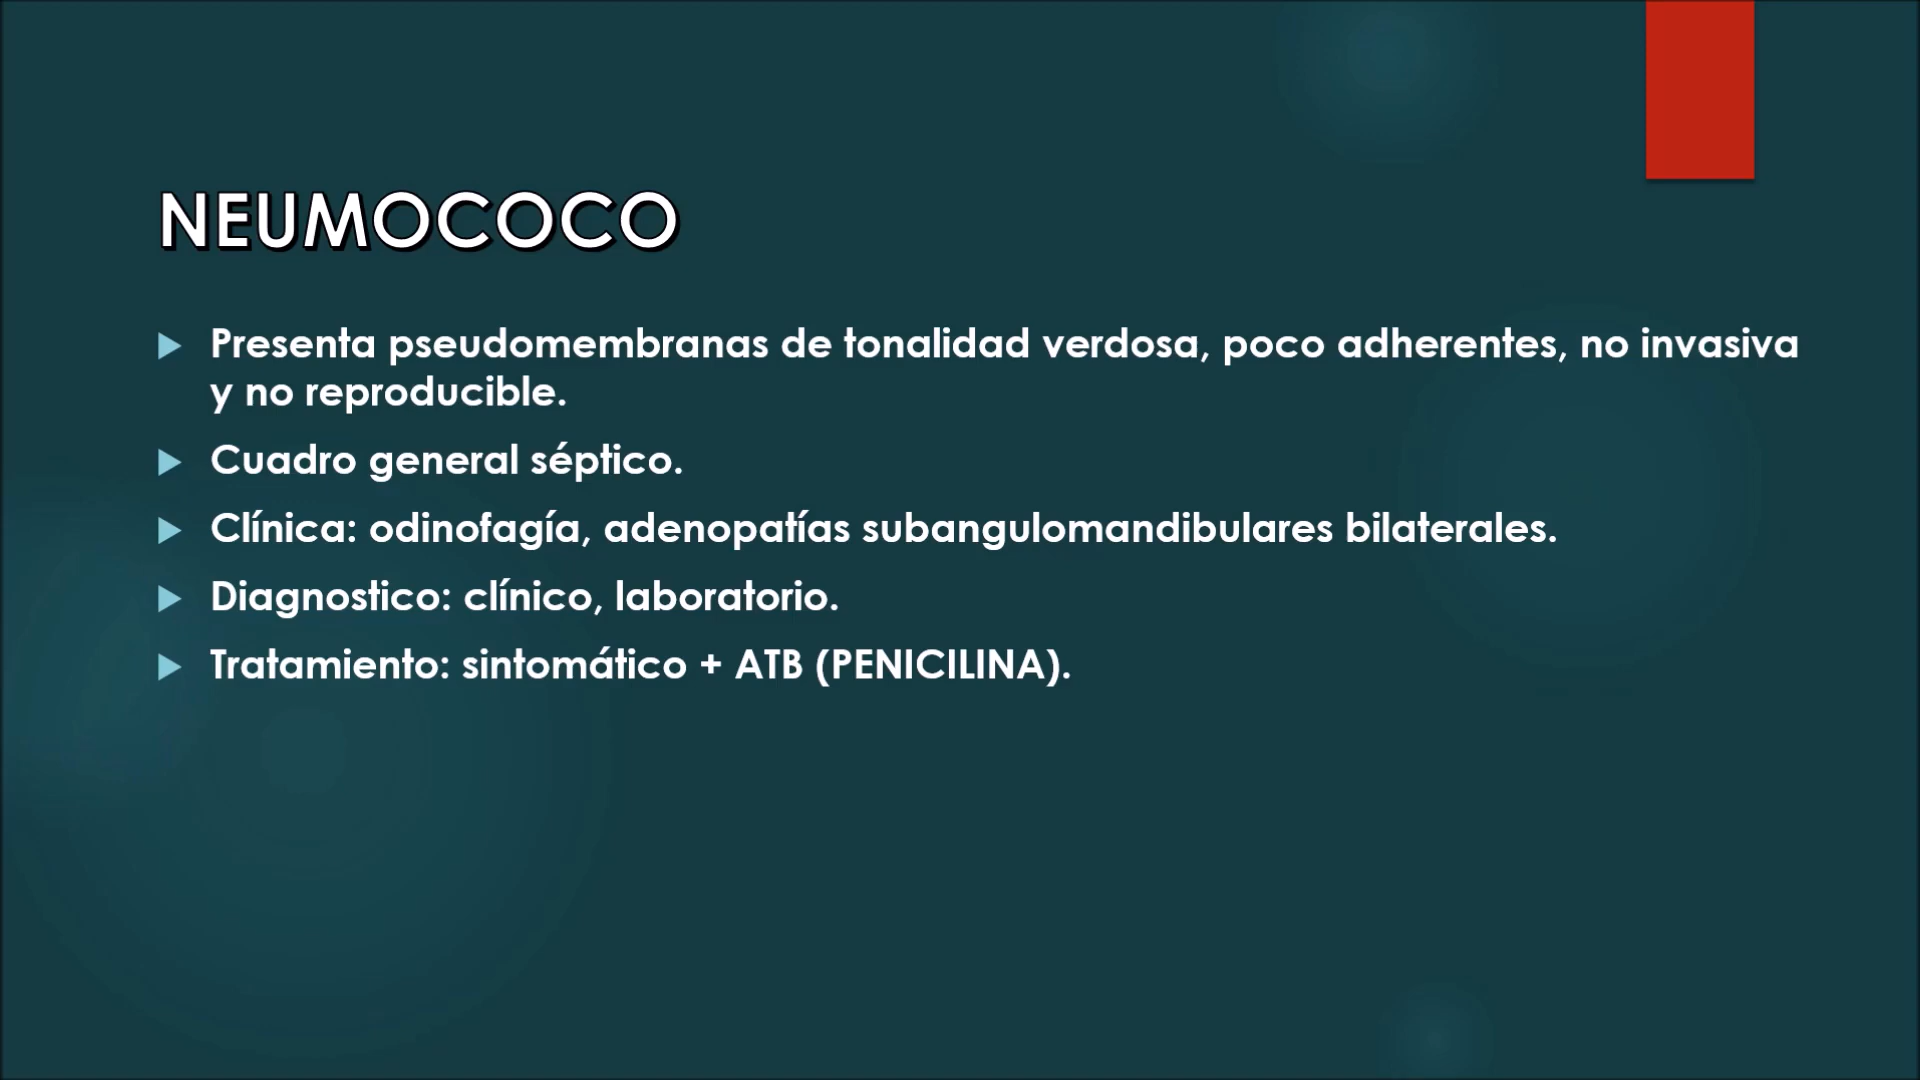 NEUMOCOCO
Presenta pseudomembranas de tonalidad verdosa, poco adherentes, no invasiva
y no reproducible.
Cuadro general séptico.
Clínica: odinofagía, adenopatías subangulomandibulares bilaterales.
Diagnostico: clínico, laboratorio.
Tratamiento: sintomático + ATB (PENICILINA).